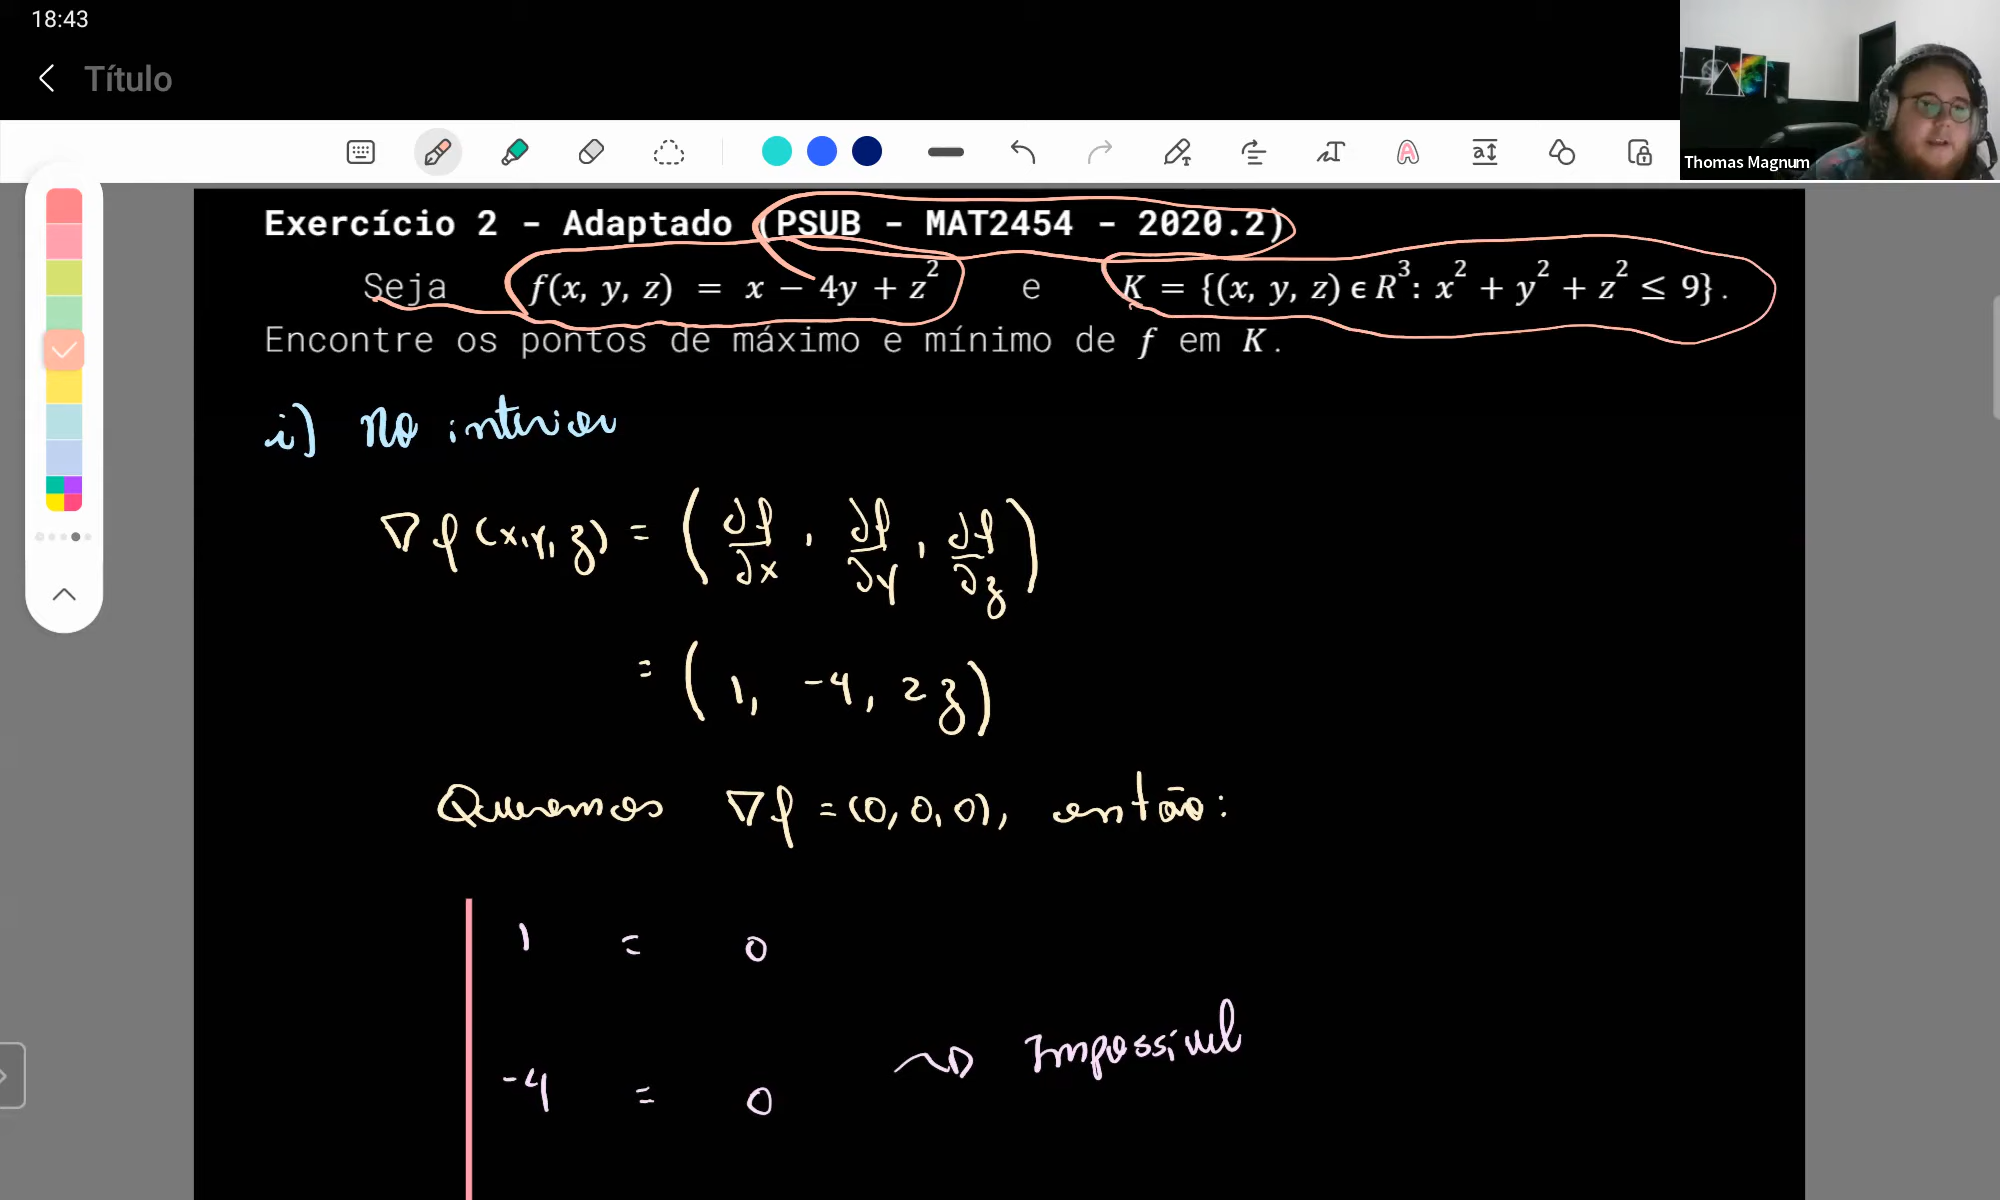 18:43
Título
Thomas Magnum
Exercício 2 - Adaptado (PSUB - MAT2454 - 2020.2)
Seja f(x, y, z) = x − 4y + z² e K = {(x, y, z) ϵ R³: x² + y² + z² ≤ 9}.
Encontre os pontos de máximo e mínimo de f em K.
i) No interior
∇f(x,y,z) = (∂f/∂x, ∂f/∂y, ∂f/∂z)
= (1, -4, 2z)
Queremos ∇f = (0, 0, 0), então:
1 = 0
-4 = 0 ⇝ Impossível